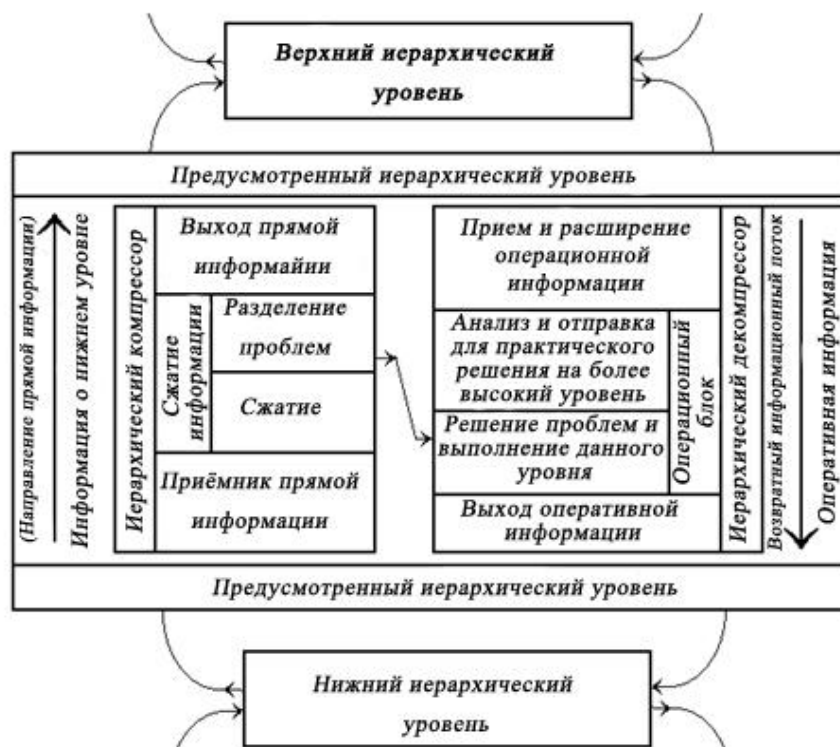 Верхний иерархический
уровень
Предусмотренный иерархический уровень
(Направление прямой информации)
Информация о нижнем уровне
Иерархический компрессор
Выход прямой
информайии
Сжатие
информации
Разделение
проблем
Сжатие
Приёмник прямой
информации
Прием и расширение
операционной
информации
Анализ и отправка
для практического
решения на более
высокий уровень
Решение проблем и
выполнение данного
уровня
Операционный
блок
Выход оперативной
информации
Иерархический декомпрессор
Возвратный информационный поток
Оперативная информация
Предусмотренный иерархический уровень
Нижний иерархический
уровень